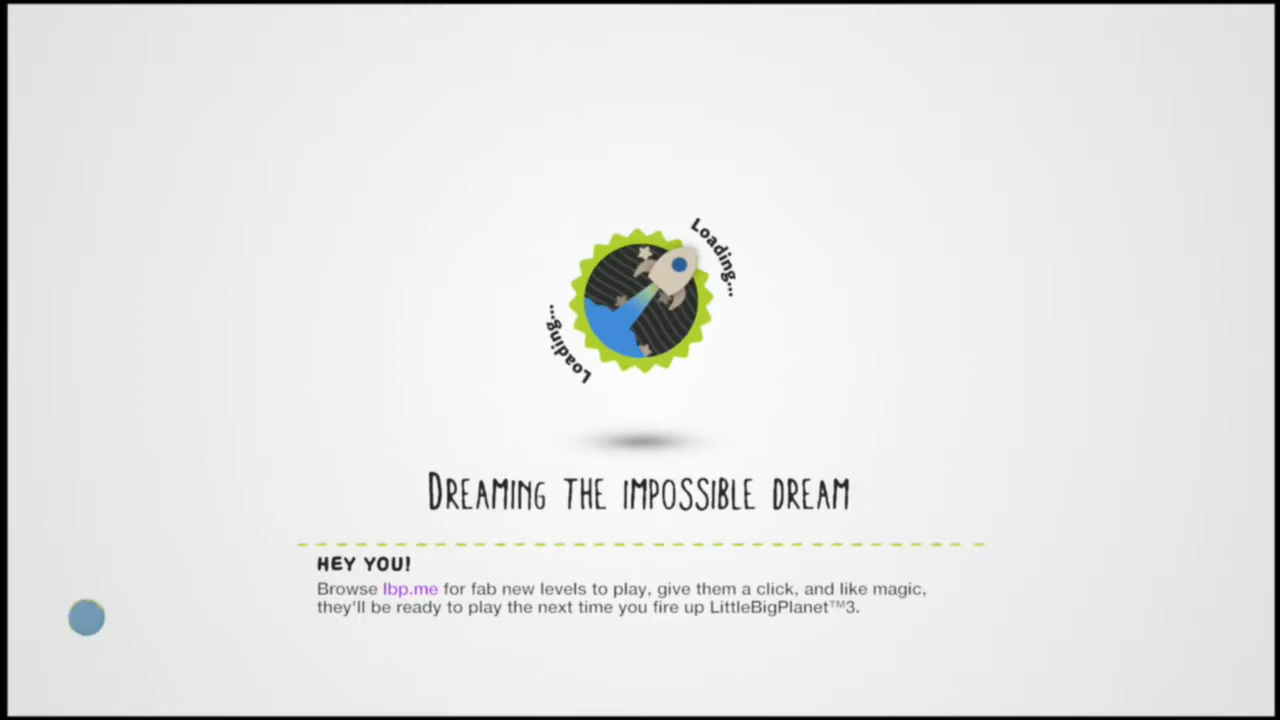 Loading...
Loading...
Dreaming the impossible dream
HEY YOU!
Browse lbp.me for fab new levels to play, give them a click, and like magic,
they'll be ready to play the next time you fire up LittleBigPlanet™3.